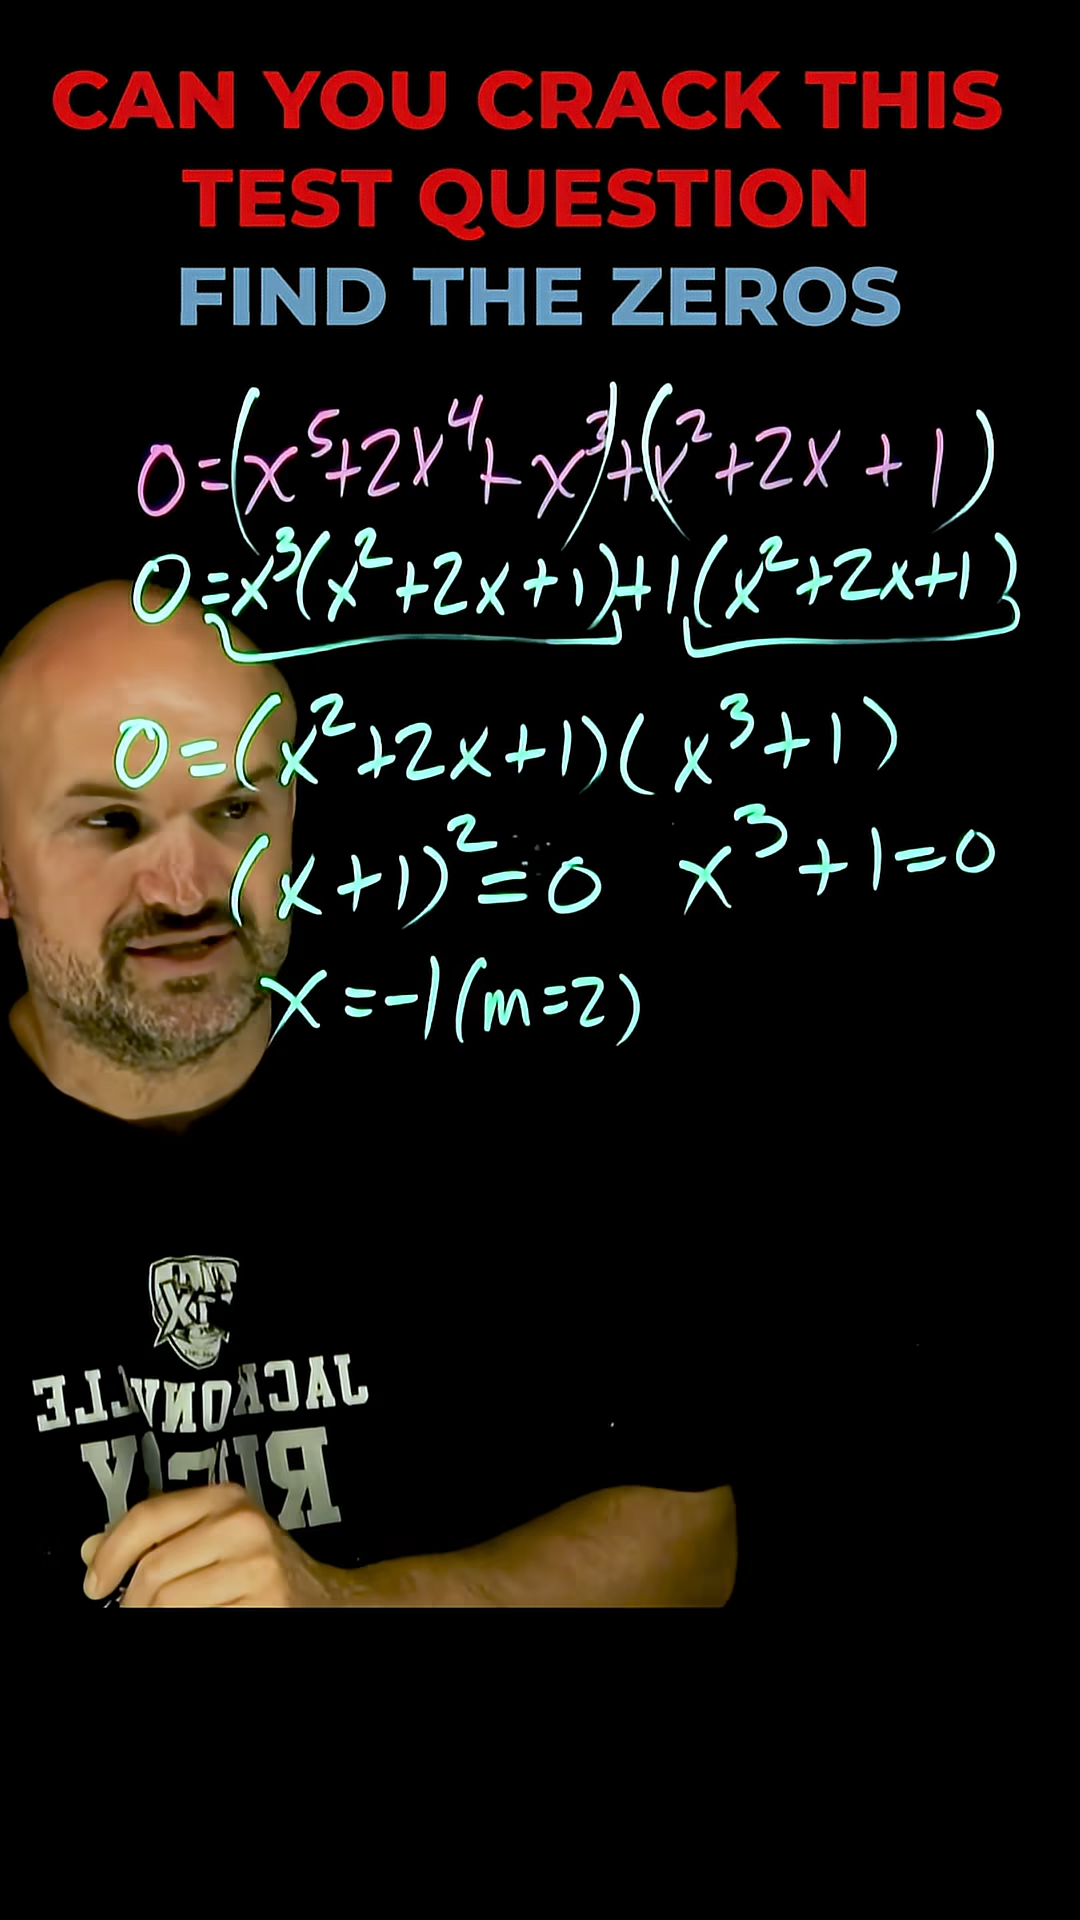 CAN YOU CRACK THIS
TEST QUESTION
FIND THE ZEROS
0=(x⁵+2x⁴+x³)+(x²+2x+1)
0=x³(x²+2x+1)+1(x²+2x+1)
0=(x²+2x+1)(x³+1)
(x+1)²=0 x³+1=0
x=-1(m=2)
JACKSONVILLE